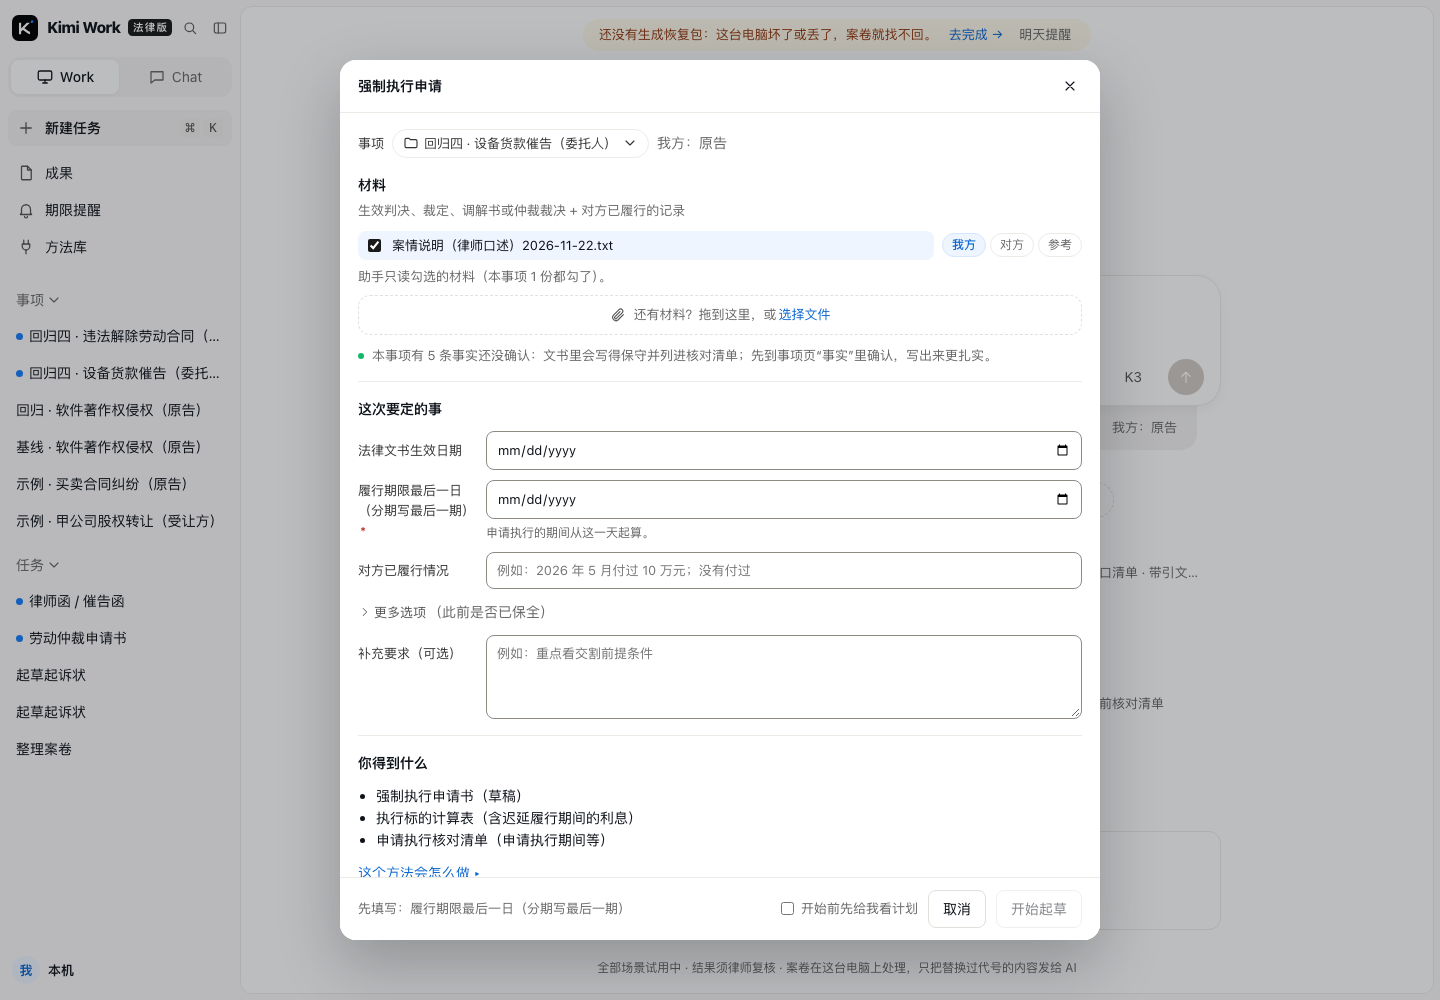 Kimi Work 法律版
Work
Chat
新建任务 ⌘ K
成果
期限提醒
方法库
事项
回归四 · 违法解除劳动合同（...
回归四 · 设备货款催告（委托...
回归 · 软件著作权侵权（原告）
基线 · 软件著作权侵权（原告）
示例 · 买卖合同纠纷（原告）
示例 · 甲公司股权转让（受让方）
任务
律师函 / 催告函
劳动仲裁申请书
起草起诉状
起草起诉状
整理案卷
我 本机
还没有生成恢复包：这台电脑坏了或丢了，案卷就找不回。 去完成 → 明天提醒
强制执行申请
事项 回归四 · 设备货款催告（委托人） 我方：原告
材料
生效判决、裁定、调解书或仲裁裁决 + 对方已履行的记录
案情说明（律师口述）2026-11-22.txt 我方 对方 参考
助手只读勾选的材料（本事项 1 份都勾了）。
还有材料？拖到这里，或 选择文件
本事项有 5 条事实还没确认：文书里会写得保守并列进核对清单；先到事项页“事实”里确认，写出来更扎实。
这次要定的事
法律文书生效日期 mm/dd/yyyy
履行期限最后一日（分期写最后一期）* mm/dd/yyyy
申请执行的期间从这一天起算。
对方已履行情况 例如：2026 年 5 月付过 10 万元；没有付过
更多选项 （此前是否已保全）
补充要求（可选） 例如：重点看交割前提条件
你得到什么
• 强制执行申请书（草稿）
• 执行标的计算表（含迟延履行期间的利息）
• 申请执行核对清单（申请执行期间等）
这个方法会怎么做 ▸
先填写：履行期限最后一日（分期写最后一期） 开始前先给我看计划 取消 开始起草
K3
我方：原告
口清单 · 带引文...
前核对清单
全部场景试用中 · 结果须律师复核 · 案卷在这台电脑上处理，只把替换过代号的内容发给 AI